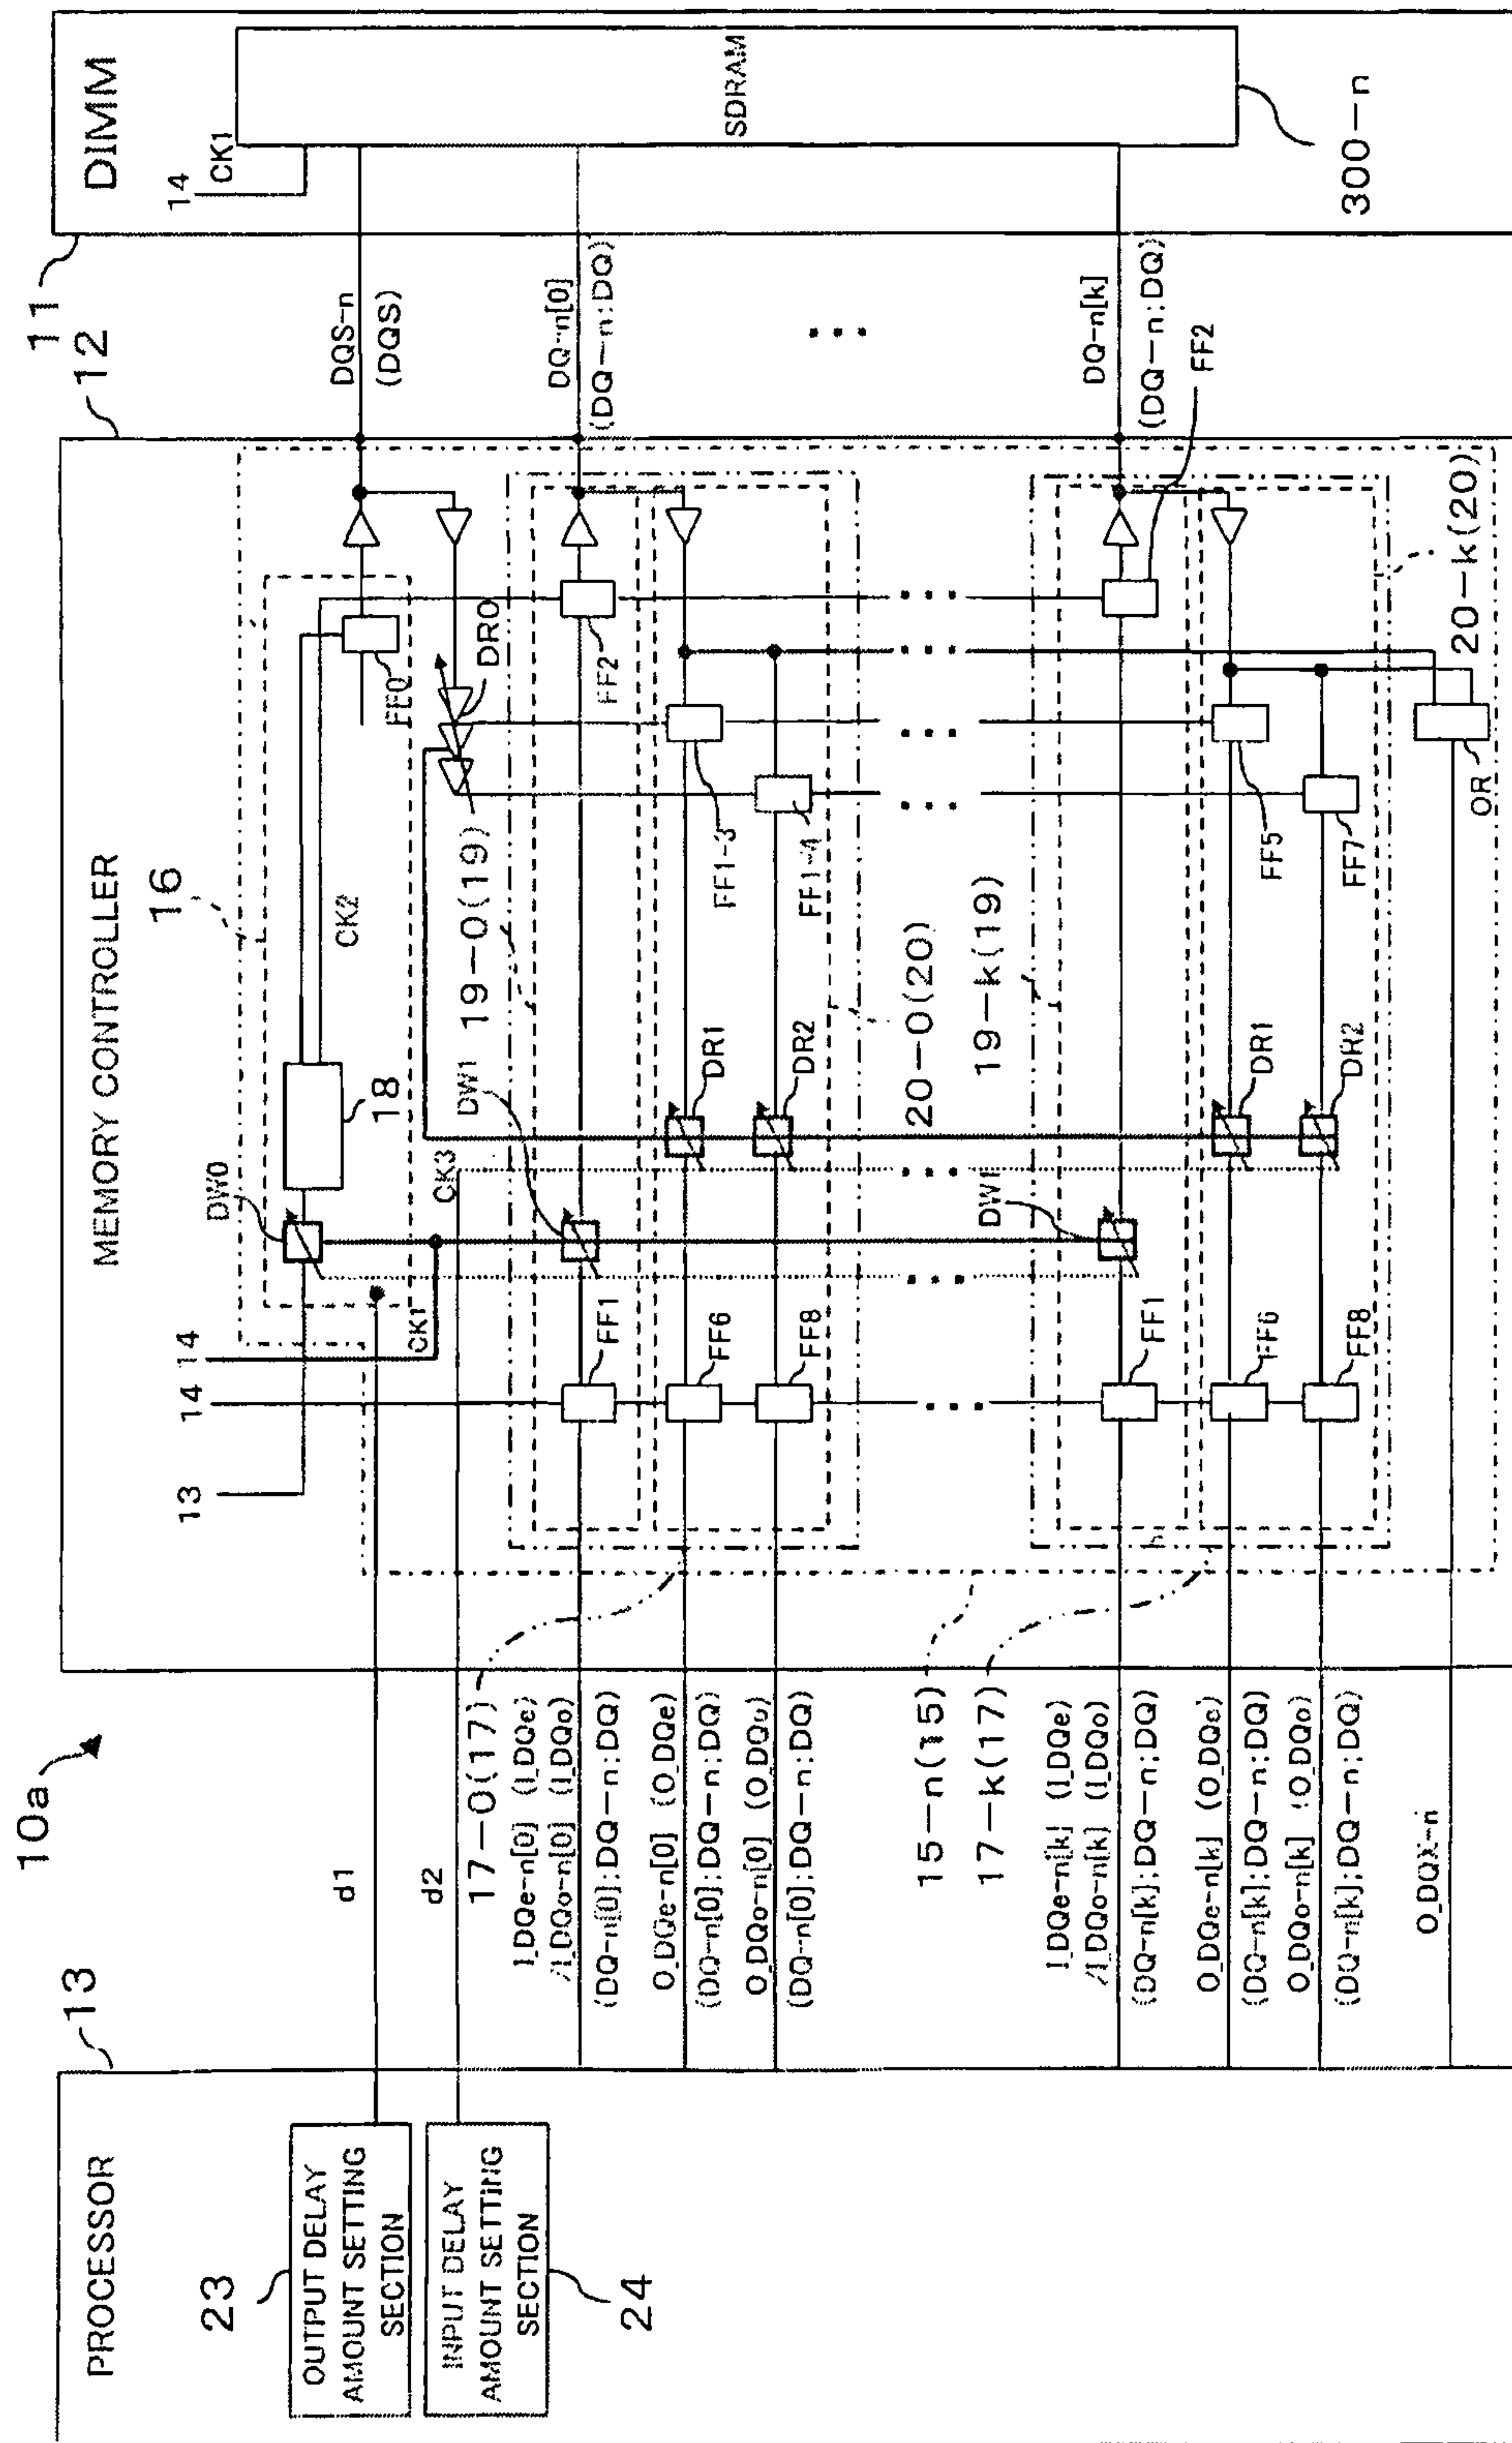 10a
PROCESSOR
13
23
OUTPUT DELAY
AMOUNT SETTING
SECTION
INPUT DELAY
AMOUNT SETTING
SECTION
24
d1
d2
17-0(17)
I_DQe-n[0] (I_DQe)
/I_DQo-n[0] (I_DQo)
(DQ-n[0]:DQ-n:DQ)
O_DQe-n[0] (O_DQe)
(DQ-n[0]:DQ-n:DQ)
O_DQo-n[0] (O_DQo)
(DQ-n[0]:DQ-n:DQ)
15-n(15)
17-k(17)
I_DQe-n[k] (I_DQe)
/I_DQo-n[k] (I_DQo)
(DQ-n[k]:DQ-n:DQ)
O_DQe-n[k] (O_DQe)
(DQ-n[k]:DQ-n:DQ)
O_DQo-n[k] (O_DQo)
(DQ-n[k]:DQ-n:DQ)
O_DQX-n
MEMORY CONTROLLER
12
13
14
14
CK1
DW0
16
18
CK2
FF0
DR0
CK3
DW1
19-0(19)
FF1
FF2
FF6
FF8
DR1
DR2
FF1-3
FF1-4
20-0(20)
19-k(19)
DW1
FF1
FF2
FF6
FF8
DR1
DR2
FF5
FF7
OR
20-k(20)
11
DQS-n
(DQS)
DQ-n[0]
(DQ-n:DQ)
...
DQ-n[k]
(DQ-n:DQ)
DIMM
14
CK1
SDRAM
300-n